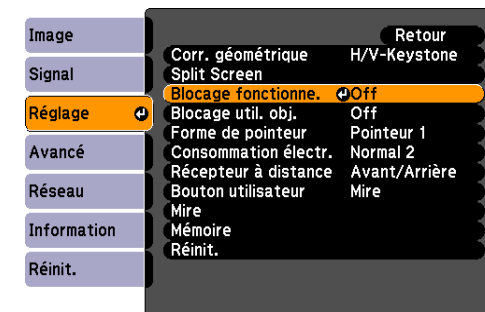 Image
Signal
Réglage
Avancé
Réseau
Information
Réinit.
Retour
Corr. géométrique H/V-Keystone
Split Screen
Blocage fonctionne. Off
Blocage util. obj. Off
Forme de pointeur Pointeur 1
Consommation électr. Normal 2
Récepteur à distance Avant/Arrière
Bouton utilisateur Mire
Mire
Mémoire
Réinit.